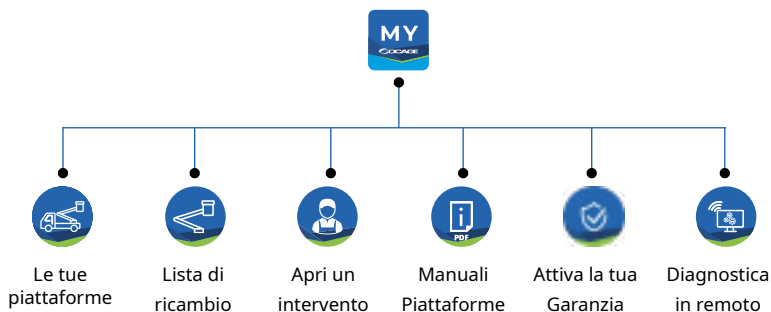 MY
SOCAGE
PDF
Le tue
piattaforme
Lista di
ricambio
Apri un
intervento
Manuali
Piattaforme
Attiva la tua
Garanzia
Diagnostica
in remoto